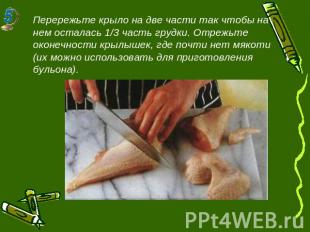 5
Перережьте крыло на две части так чтобы на
нем осталась 1/3 часть грудки. Отрежьте
оконечности крылышек, где почти нет мякоти
(их можно использовать для приготовления
бульона).
PPt4WEB.ru